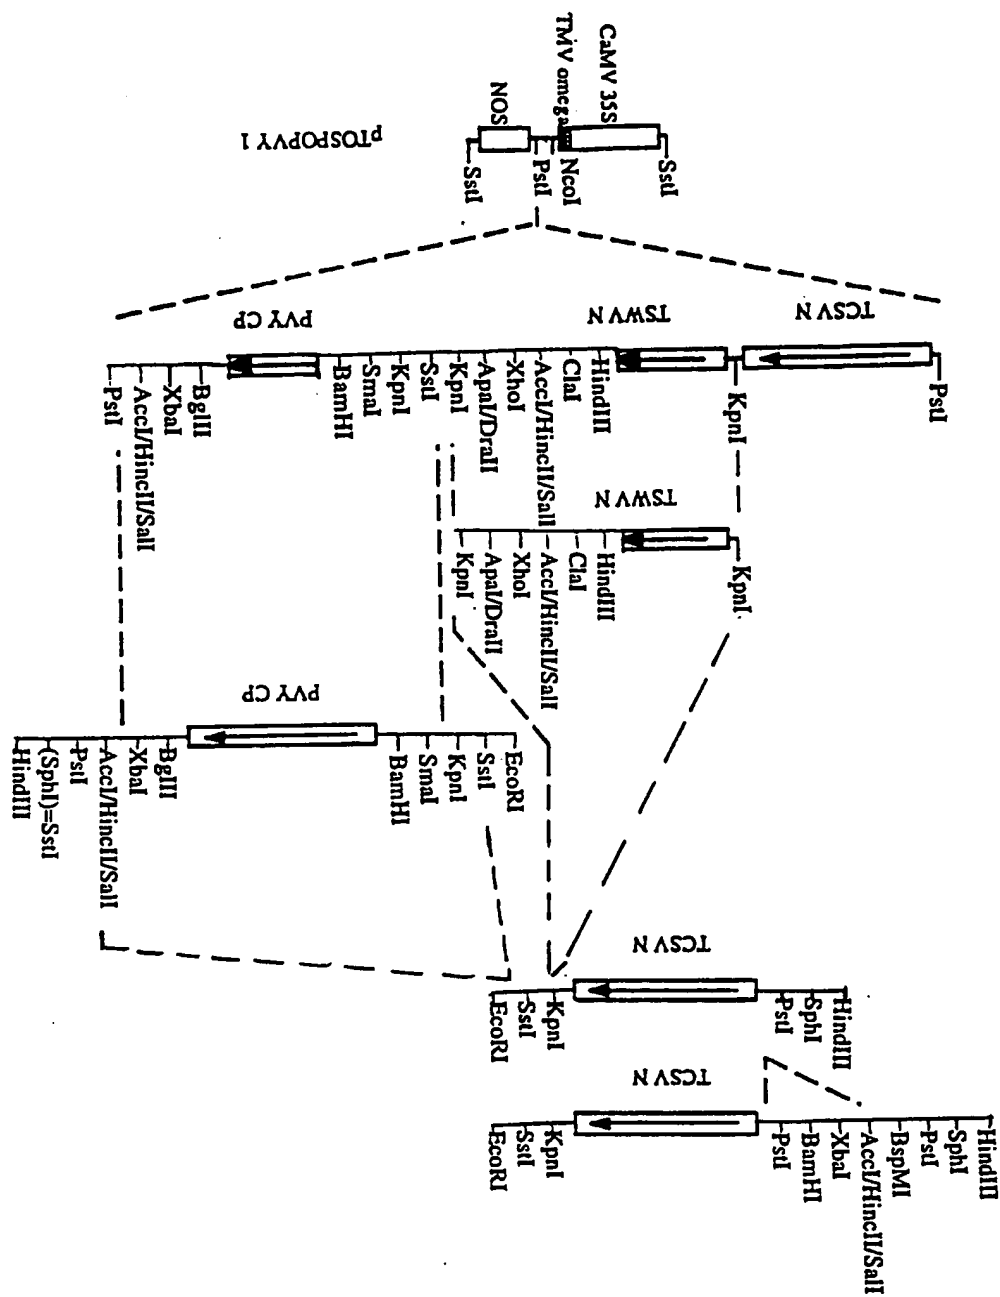 CaMV 35S
TMV omega
NOS
SstI
NcoI
PstI
SstI
pTOSPOPVY 1
TCSV N
TSWV N
PVY CP
PstI
KpnI
HindIII
ClaI
AccI/HincII/SalI
XhoI
ApaI/DraII
KpnI
SstI
KpnI
SmaI
BamHI
BglII
XbaI
AccI/HincII/SalI
PstI
TSWV N
KpnI
HindIII
ClaI
AccI/HincII/SalI
XhoI
ApaI/DraII
KpnI
PVY CP
EcoRI
SstI
KpnI
SmaI
BamHI
BglII
XbaI
AccI/HincII/SalI
PstI
(SphI)=SstI
HindIII
TCSV N
HindIII
SphI
PstI
KpnI
SstI
EcoRI
TCSV N
HindIII
SphI
PstI
BspMI
AccI/HincII/SalI
XbaI
BamHI
PstI
KpnI
SstI
EcoRI